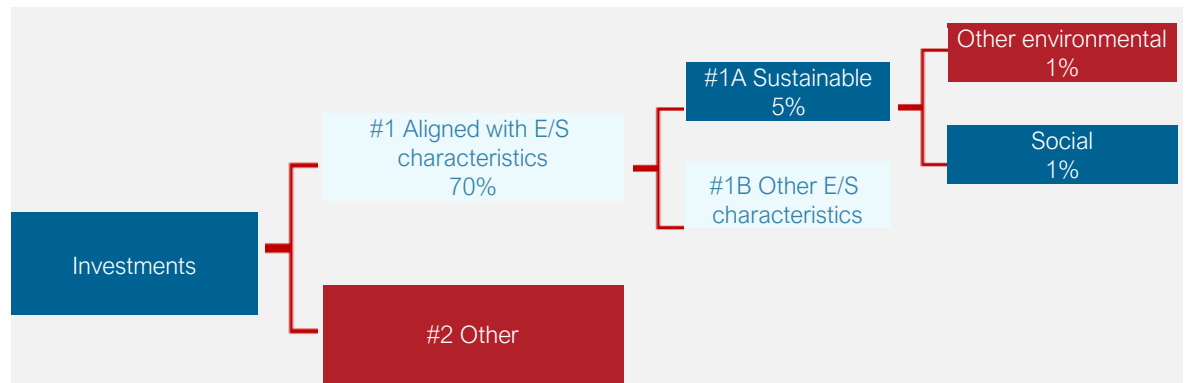 Investments
#1 Aligned with E/S
characteristics
70%
#2 Other
#1A Sustainable
5%
#1B Other E/S
characteristics
Other environmental
1%
Social
1%